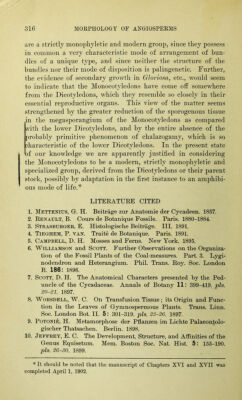 316 MORPHOLOGY OF ANGIOSPERMS
are a strictly monophyletic and modern group, since they possess
in common a very characteristic mode of arrangement of bun-
dles of a unique type, and since neither the structure of the
bundles nor their mode of disposition is palingenetic. Further,
the evidence of secondary growth in Gloriosa, etc., would seem
to indicate that the Monocotyledons have come off somewhere
from the Dicotyledons, which they resemble so closely in their
essential reproductive organs. This view of the matter seems
strengthened by the greater reduction of the sporogenous tissue
in the megasporangium of the Monocotyledons as compared
with the lower Dicotyledons, and by the entire absence of the
probably primitive phenomenon of chalazogamy, which is so
characteristic of the lower Dicotyledons. In the present state
of our knowledge we are apparently justified in considering
the Monocotyledons to be a modern, strictly monophyletic and
specialized group, derived from the Dicotyledons or their parent
stock, possibly by adaptation in the first instance to an amphibi-
ous mode of life.*
LITERATURE CITED
1. METTENIUS, G. H. Beiträge zur Anatomie der Cycadeen. 1857.
2. RENAULT, B. Cours de Botanique Fossile. Paris. 1880-1884.
3. STRASBURGER, E. Histologische Beiträge. III. 1891.
4. TIEGHEM, P. VAN. Traité de Botanique. Paris. 1891.
5. CAMPBELL, D. H. Mosses and Ferns. New York. 1895.
6. WILLIAMSON and SCOTT. Further Observations on the Organiza-
tion of the Fossil Plants of the Coal-measures. Part 3. Lygi-
nodendron and Heterangium. Phil. Trans. Roy. Soc. London
B. 186: 1896.
7. SCOTT, D. H. The Anatomical Characters presented by the Ped-
uncle of the Cycadaceae. Annals of Botany 11: 399-419, pls.
20-21. 1897.
8. WORSDELL, W. C. On Transfusion Tissue; its Origin and Func-
tion in the Leaves of Gymnospermous Plants. Trans. Linn.
Soc. London Bot. II. 5: 301-319. pls. 23-26. 1897.
9. POTONIÉ, H. Metamorphose der Pflanzen im Lichte Palaeontolo-
gischer Thatsachen. Berlin. 1898.
10. JEFFREY, E. C. The Development, Structure, and Affinities of the
Genus Equisetum. Mem. Boston Soc. Nat. Hist. 5: 155-190.
pls. 26-30. 1899.
* It should be noted that the manuscript of Chapters XVI and XVII was
completed April 1, 1902.